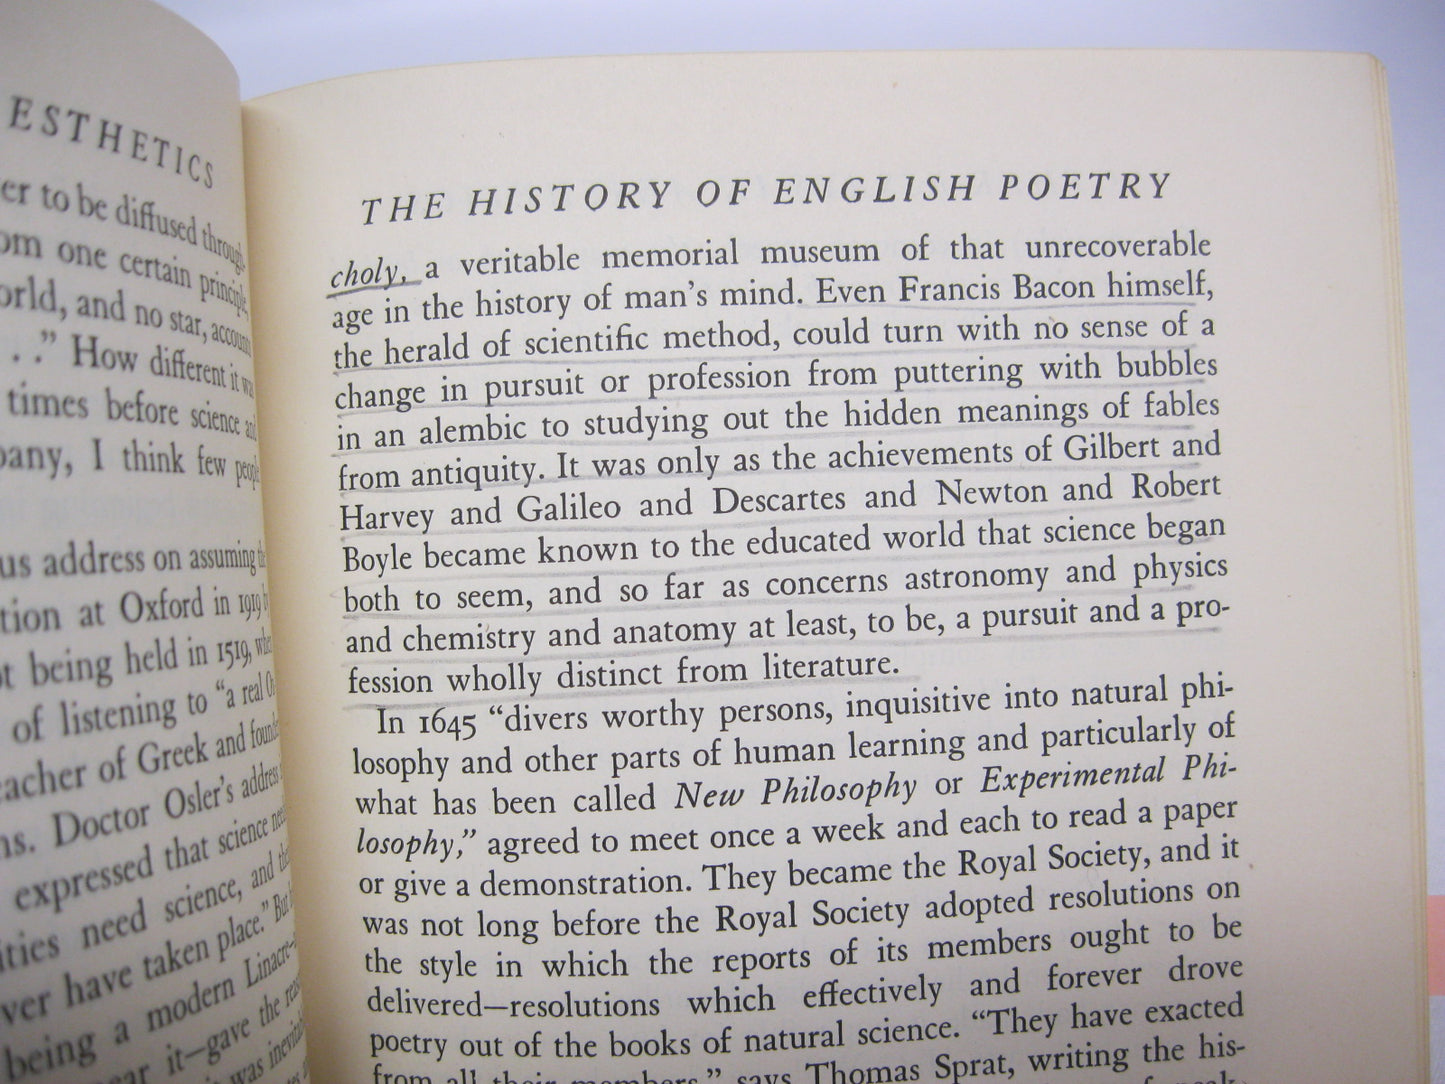 ESTHETICS
er to be diffused through
om one certain principle,
orld, and no star, accounts
. ." How different it was
times before science and
pany, I think few people
us address on assuming the
tion at Oxford in 1919 b
t being held in 1519, whe
of listening to "a real
eacher of Greek and founde
ns. Doctor Osler's address
expressed that science need
ities need science, and
ver have taken place." But
being a modern Linacre—
ear it—gave the
was
THE HISTORY OF ENGLISH POETRY
choly, a veritable memorial museum of that unrecoverable
age in the history of man's mind. Even Francis Bacon himself,
the herald of scientific method, could turn with no sense of a
change in pursuit or profession from puttering with bubbles
in an alembic to studying out the hidden meanings of fables
from antiquity. It was only as the achievements of Gilbert and
Harvey and Galileo and Descartes and Newton and Robert
Boyle became known to the educated world that science began
both to seem, and so far as concerns astronomy and physics
and chemistry and anatomy at least, to be, a pursuit and a pro-
fession wholly distinct from literature.
In 1645 "divers worthy persons, inquisitive into natural phi-
losophy and other parts of human learning and particularly of
what has been called New Philosophy or Experimental Phi-
losophy," agreed to meet once a week and each to read a paper
or give a demonstration. They became the Royal Society, and it
was not long before the Royal Society adopted resolutions on
the style in which the reports of its members ought to be
delivered—resolutions which effectively and forever drove
poetry out of the books of natural science. "They have exacted
from all their members," says Thomas Sprat, writing the his-